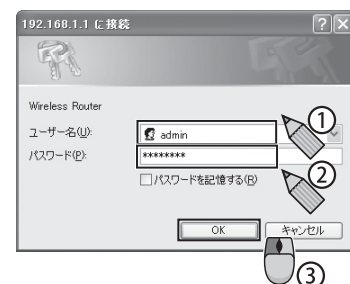 192.168.1.1 に接続
Wireless Router
ユーザー名(U):
admin
①
パスワード(P):
********
②
パスワードを記憶する(R)
OK
キャンセル
③